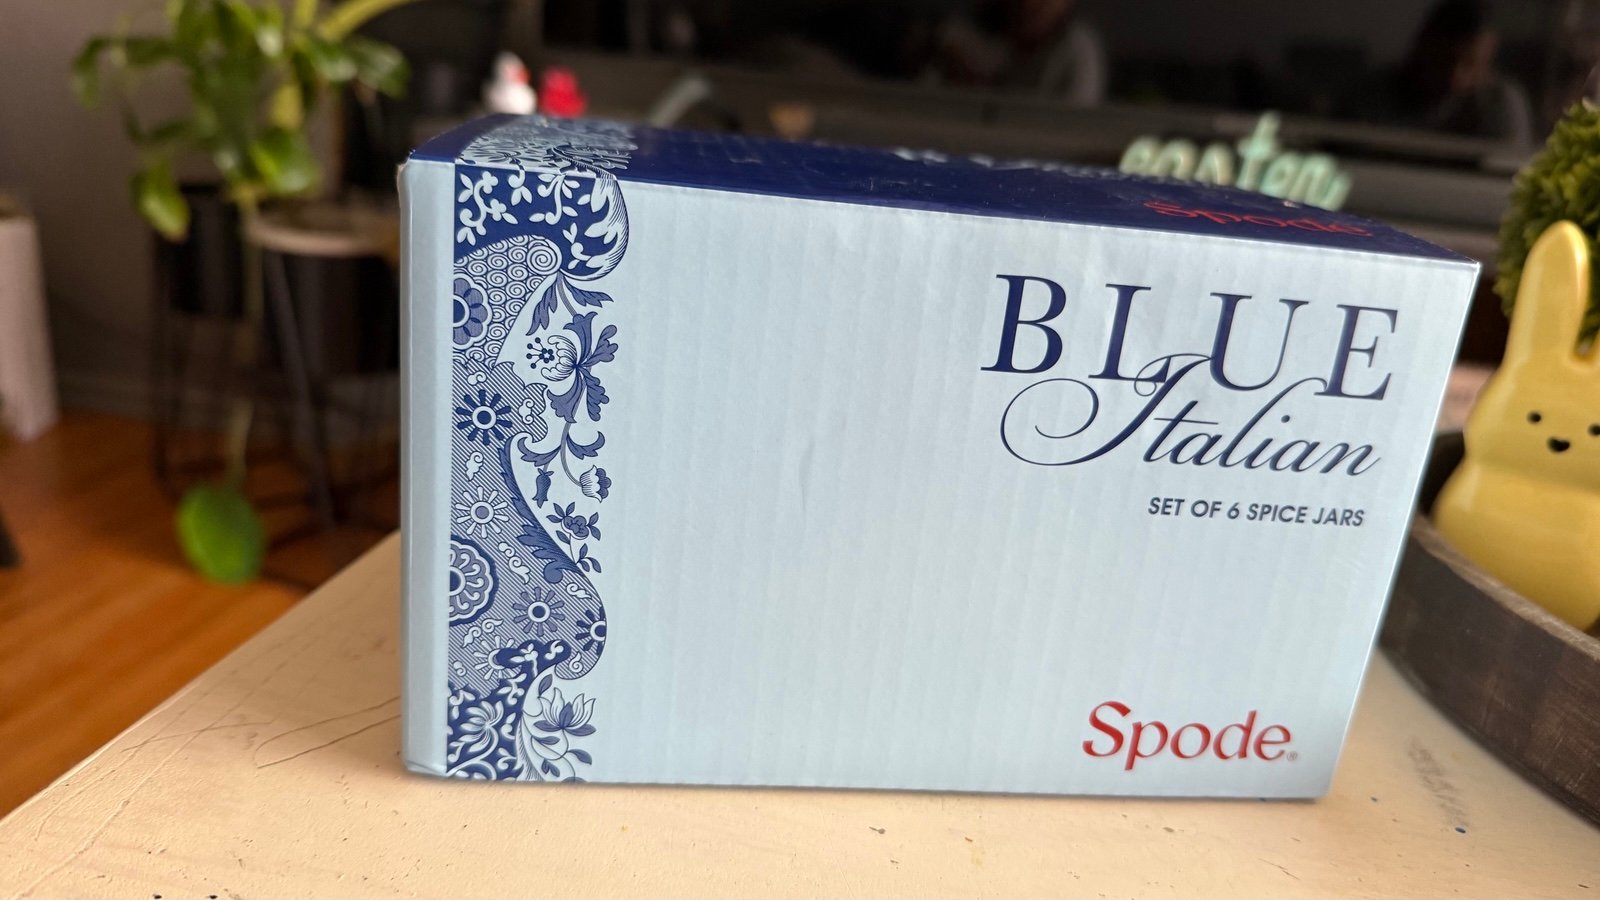 Spode
BLUE
Italian
SET OF 6 SPICE JARS
Spode®